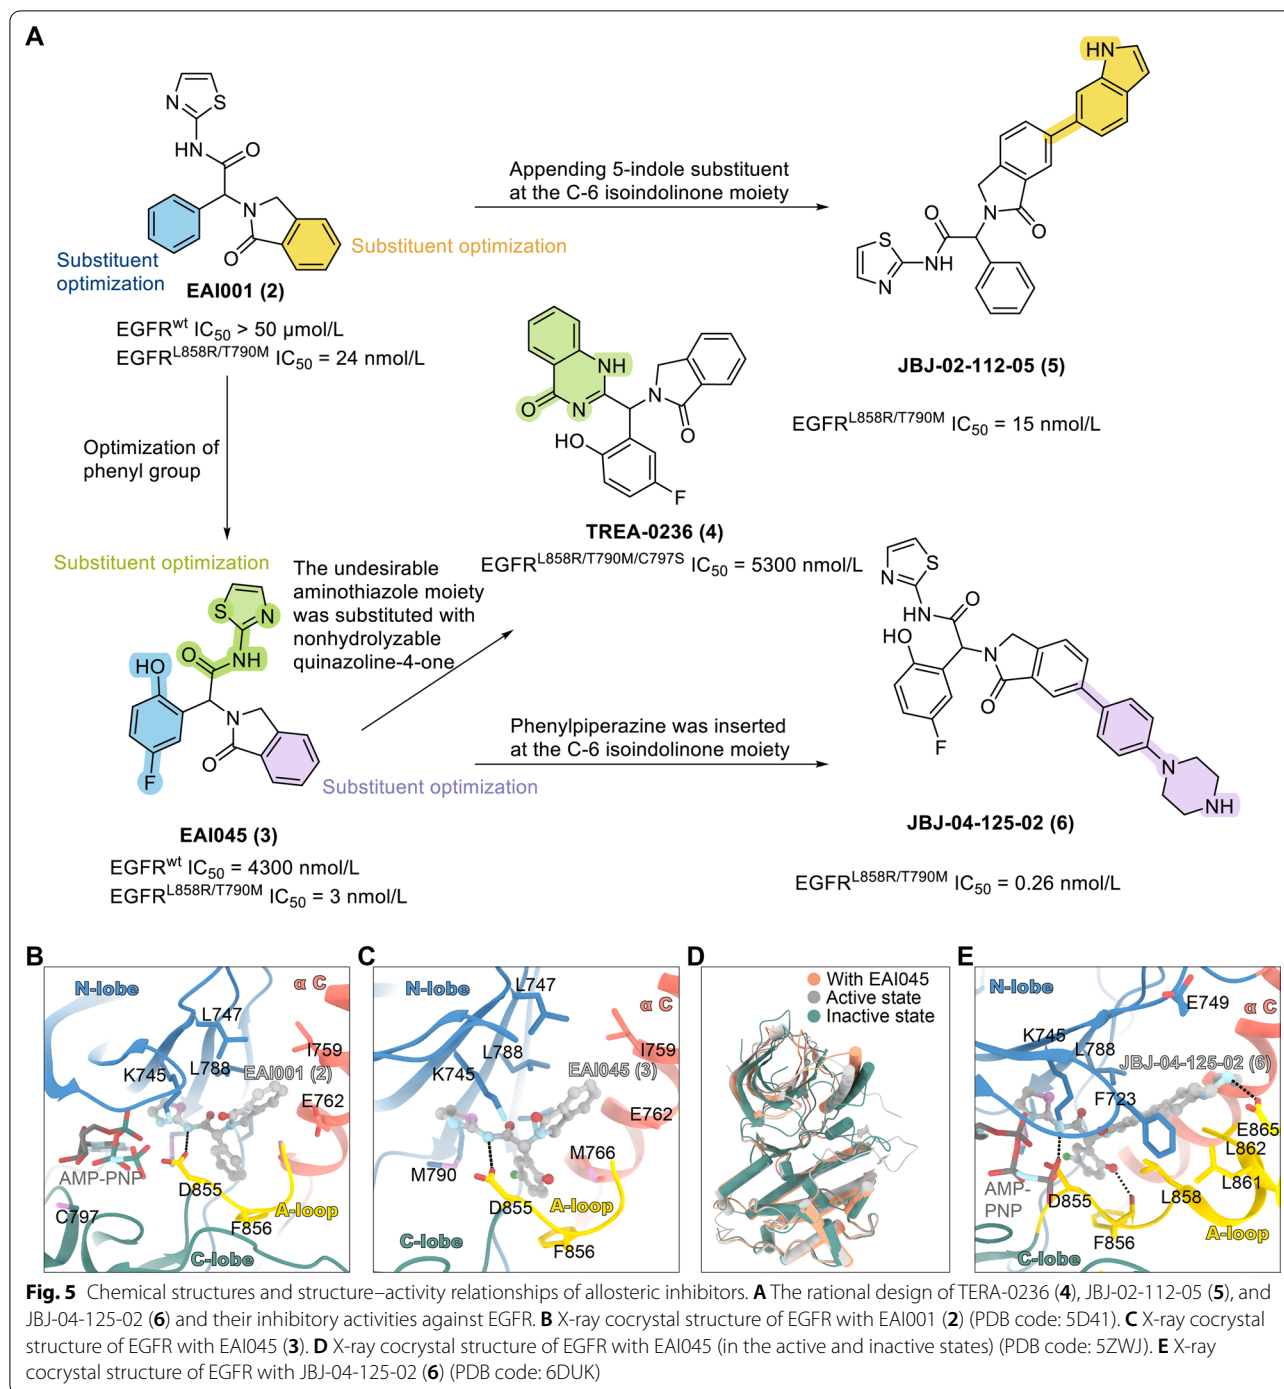 A
N
S
HN
O
N
O
Substituent optimization
Substituent
optimization
EAI001 (2)
EGFRwt IC50 > 50 μmol/L
EGFRL858R/T790M IC50 = 24 nmol/L
Appending 5-indole substituent
at the C-6 isoindolinone moiety
HN
O
N
O
S
N
NH
JBJ-02-112-05 (5)
EGFRL858R/T790M IC50 = 15 nmol/L
NH
O
N
N
O
HO
F
TREA-0236 (4)
EGFRL858R/T790M/C797S IC50 = 5300 nmol/L
Optimization of
phenyl group
Substituent optimization
The undesirable
aminothiazole moiety
was substituted with
nonhydrolyzable
quinazoline-4-one
S
N
O
NH
HO
N
O
F
Substituent optimization
EAI045 (3)
EGFRwt IC50 = 4300 nmol/L
EGFRL858R/T790M IC50 = 3 nmol/L
Phenylpiperazine was inserted
at the C-6 isoindolinone moiety
N
S
HN
O
HO
N
O
F
N
NH
JBJ-04-125-02 (6)
EGFRL858R/T790M IC50 = 0.26 nmol/L
B
N-lobe
α C
L747
I759
L788
K745
EAI001 (2)
E762
AMP-PNP
D855
C797
A-loop
F856
C-lobe
C
N-lobe
α C
L747
I759
L788
K745
EAI045 (3)
E762
M766
M790
D855
A-loop
C-lobe
F856
D
With EAI045
Active state
Inactive state
E
N-lobe
E749
α C
K745
L788
JBJ-04-125-02 (6)
F723
E865
L862
AMP-
PNP
D855
L858
L861
F856
A-loop
C-lobe
Fig. 5 Chemical structures and structure–activity relationships of allosteric inhibitors. A The rational design of TERA-0236 (4), JBJ-02-112-05 (5), and
JBJ-04-125-02 (6) and their inhibitory activities against EGFR. B X-ray cocrystal structure of EGFR with EAI001 (2) (PDB code: 5D41). C X-ray cocrystal
structure of EGFR with EAI045 (3). D X-ray cocrystal structure of EGFR with EAI045 (in the active and inactive states) (PDB code: 5ZWJ). E X-ray
cocrystal structure of EGFR with JBJ-04-125-02 (6) (PDB code: 6DUK)